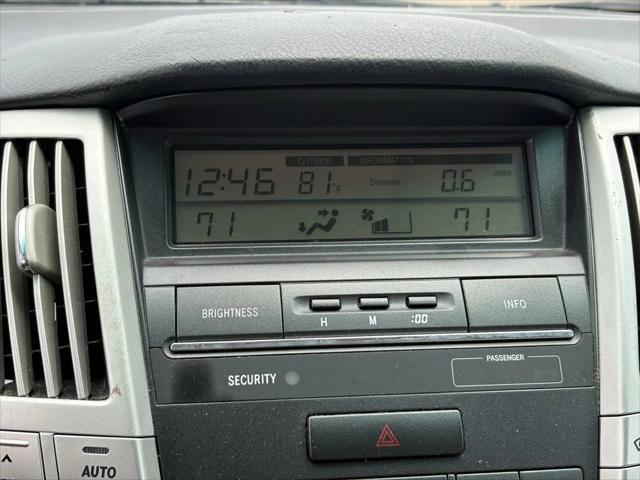 OUTSIDE INFORMATION
12:46 81°F Distance 0.6 miles
71 71
BRIGHTNESS INFO
H M :00
PASSENGER
SECURITY
AUTO